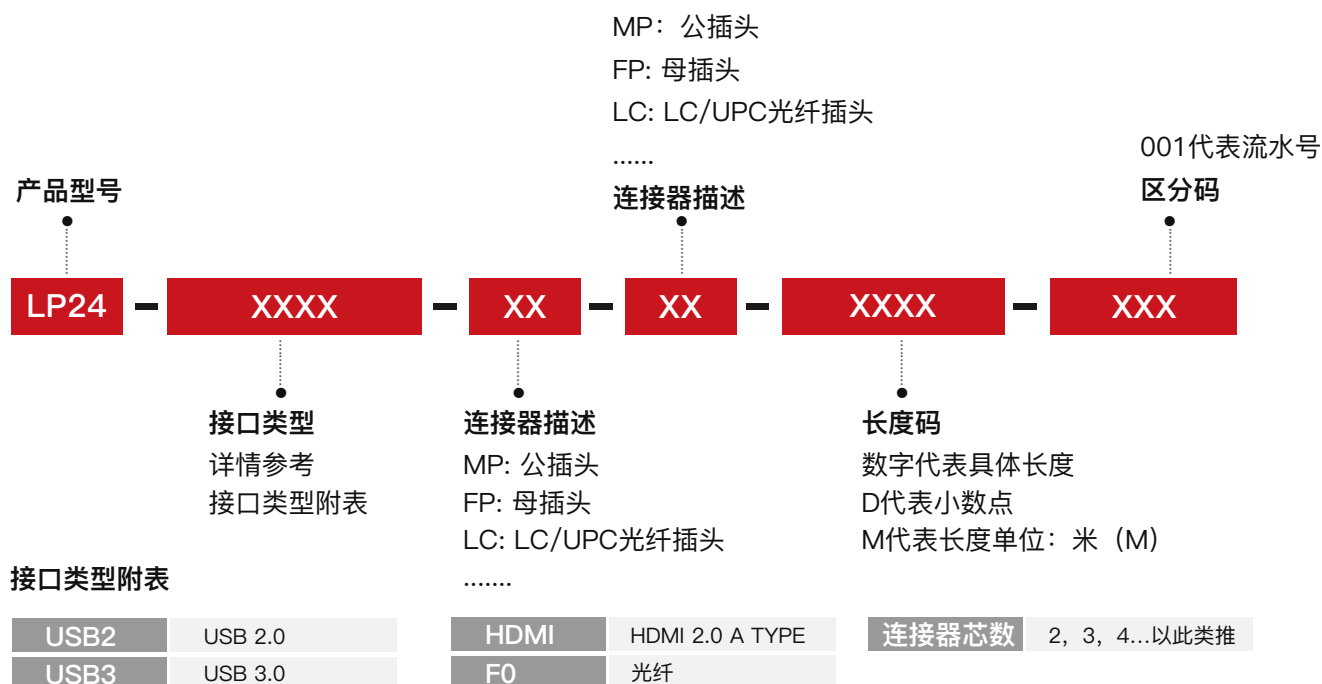 MP：公插头
FP: 母插头
LC: LC/UPC光纤插头
......
连接器描述
001代表流水号
区分码
产品型号
LP24 - XXXX - XX - XX - XXXX - XXX
接口类型
详情参考
接口类型附表
连接器描述
MP: 公插头
FP: 母插头
LC: LC/UPC光纤插头
.......
长度码
数字代表具体长度
D代表小数点
M代表长度单位：米（M）
接口类型附表
USB2 USB 2.0
USB3 USB 3.0
HDMI HDMI 2.0 A TYPE
F0 光纤
连接器芯数 2，3，4...以此类推